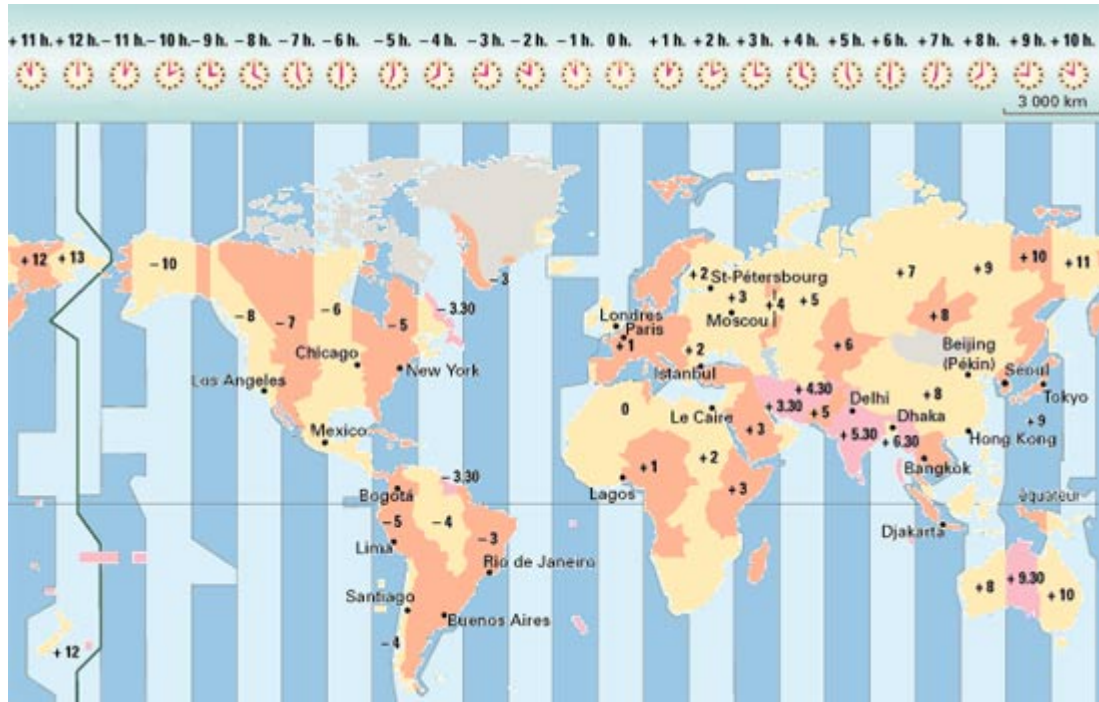 + 11 h. + 12 h. – 11 h. – 10 h. – 9 h. – 8 h. – 7 h. – 6 h. – 5 h. – 4 h. – 3 h. – 2 h. – 1 h. 0 h. + 1 h. + 2 h. + 3 h. + 4 h. + 5 h. + 6 h. + 7 h. + 8 h. + 9 h. + 10 h.
3 000 km
+ 12
+ 13
– 10
– 8
– 7
– 6
– 5
– 3.30
– 3
Chicago
New York
Los Angeles
Mexico
– 3.30
Bogotá
– 5
– 4
– 3
Lima
Rio de Janeiro
Santiago
Buenos Aires
– 4
+ 12
+ 2
St-Pétersbourg
+ 3
+ 4
+ 5
+ 7
+ 9
+ 10
+ 11
Londres
Paris
Moscou
+ 8
+ 1
+ 2
+ 6
Beijing
(Pékin)
Séoul
Istanbul
+ 4.30
Delhi
+ 8
Tokyo
0
Le Caire
+ 3.30
+ 5
Dhaka
+ 9
+ 3
+ 5.30
+ 6.30
Hong Kong
+ 1
+ 2
Bangkok
Lagos
+ 3
équateur
Djakarta
+ 8
+ 9.30
+ 10